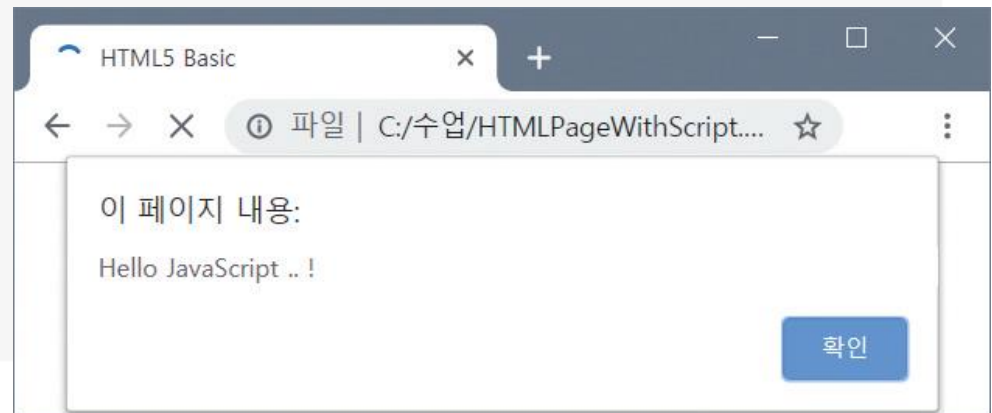 HTML5 Basic
파일 | C:/수업/HTMLPageWithScript....
이 페이지 내용:
Hello JavaScript .. !
확인